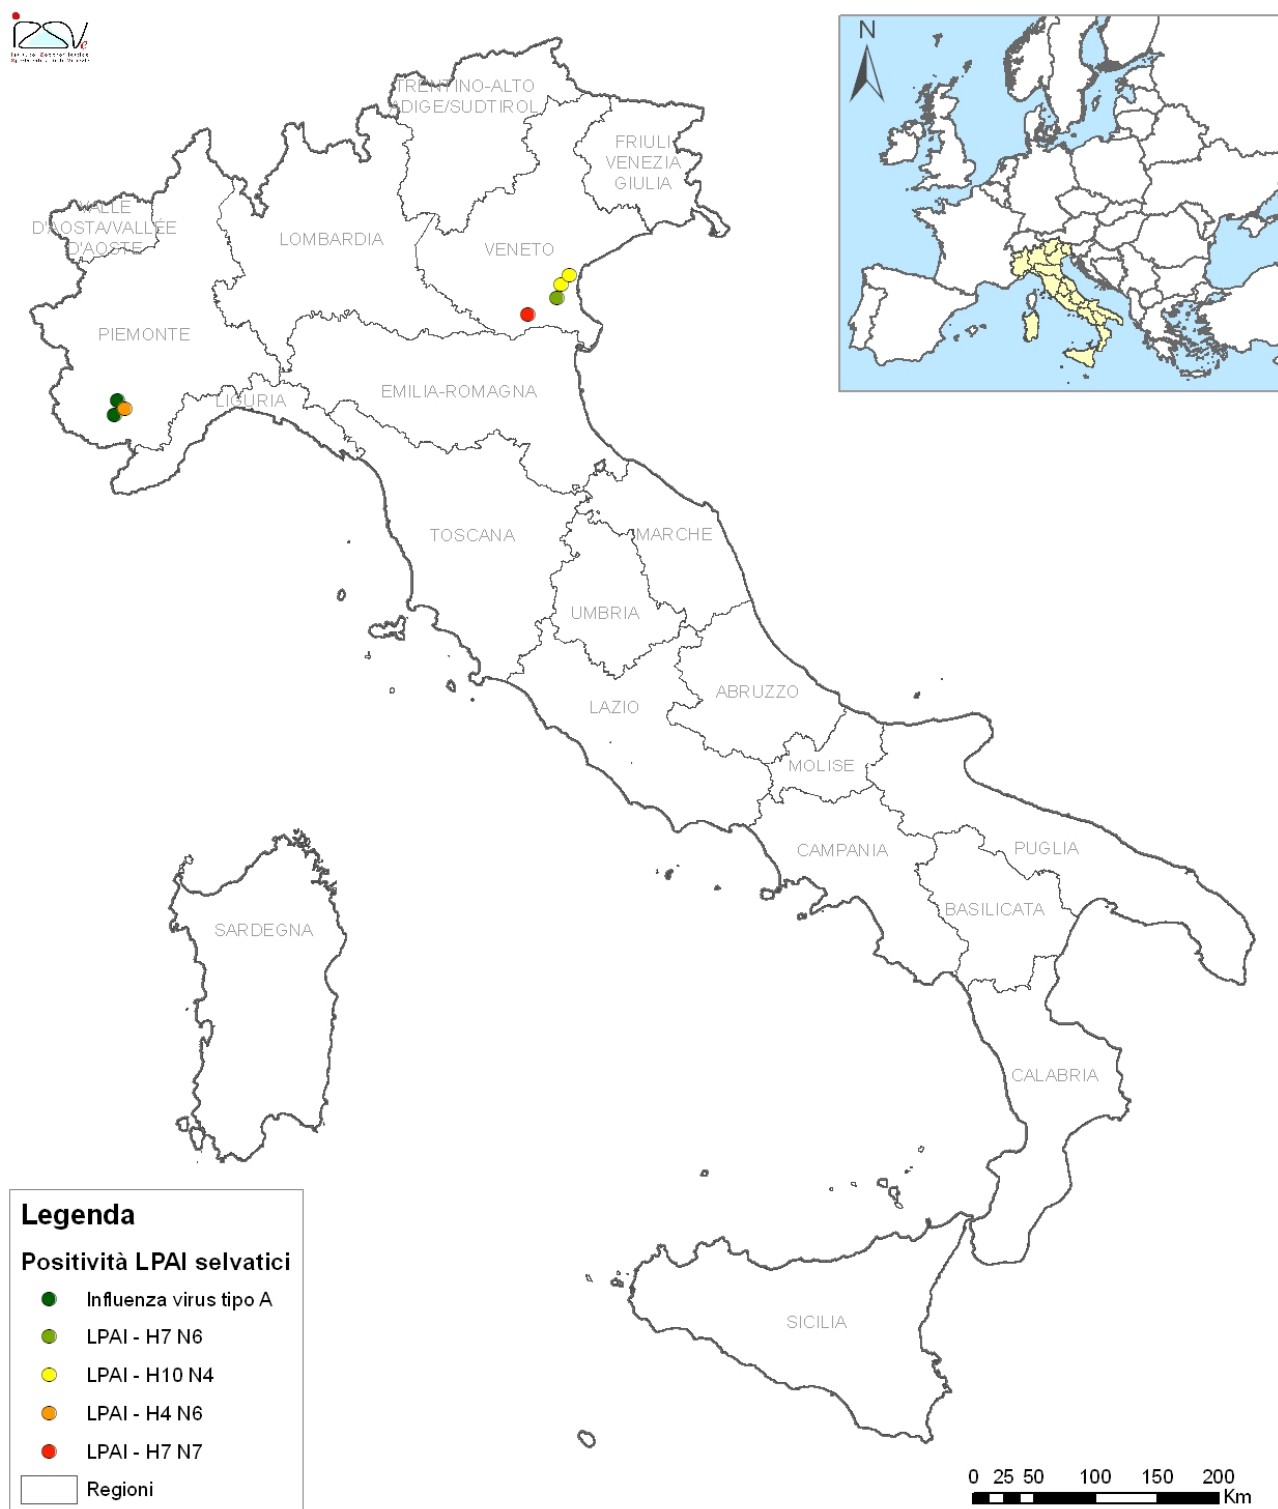 IZSVe
N
TRENTINO-ALTO
ADIGE/SUDTIROL
FRIULI
VENEZIA
GIULIA
VALLE
D'AOSTA/VALLÉE
D'AOSTE
LOMBARDIA
VENETO
PIEMONTE
LIGURIA
EMILIA-ROMAGNA
TOSCANA
MARCHE
UMBRIA
ABRUZZO
LAZIO
MOLISE
CAMPANIA
PUGLIA
BASILICATA
SARDEGNA
CALABRIA
SICILIA
Legenda
Positività LPAI selvatici
Influenza virus tipo A
LPAI - H7 N6
LPAI - H10 N4
LPAI - H4 N6
LPAI - H7 N7
Regioni
0 25 50 100 150 200
Km